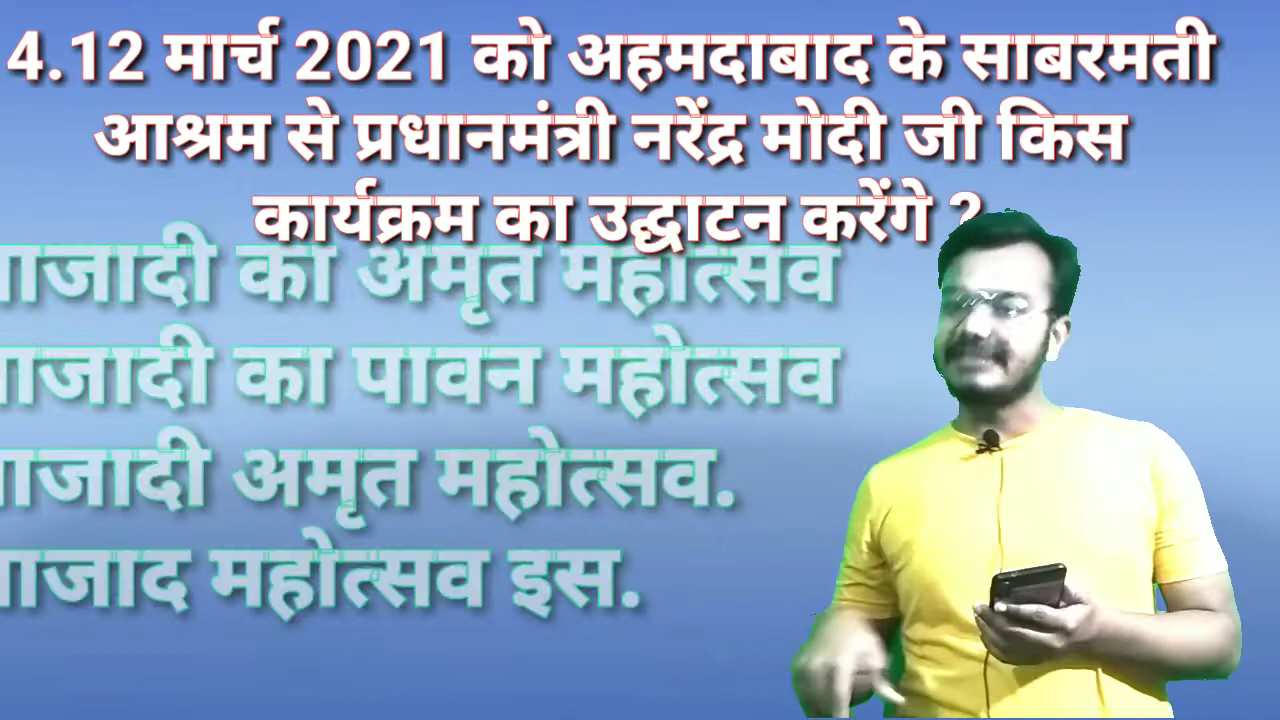 4.12 मार्च 2021 को अहमदाबाद के साबरमती
आश्रम से प्रधानमंत्री नरेंद्र मोदी जी किस
कार्यक्रम का उद्घाटन करेंगे ?
ाजादी का अमृत महोत्सव
ाजादी का पावन महोत्सव
ाजादी अमृत महोत्सव.
ाजाद महोत्सव इस.